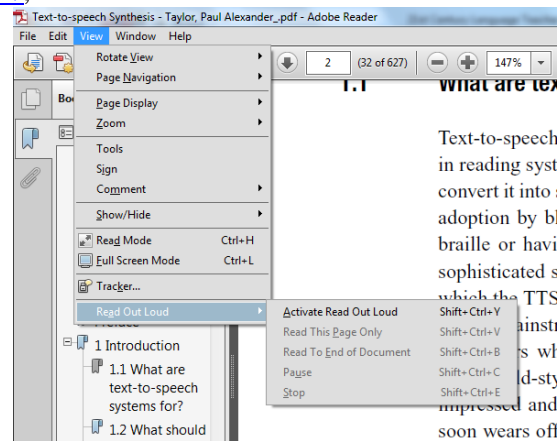 Text-to-speech Synthesis - Taylor, Paul Alexander_.pdf - Adobe Reader
File Edit View Window Help
2 (32 of 627) 147%
Rotate View
Page Navigation
Page Display
Zoom
Tools
Sign
Comment
Show/Hide
Read Mode Ctrl+H
Full Screen Mode Ctrl+L
Tracker...
Read Out Loud
Activate Read Out Loud Shift+Ctrl+Y
Read This Page Only Shift+Ctrl+V
Read To End of Document Shift+Ctrl+B
Pause Shift+Ctrl+C
Stop Shift+Ctrl+E
1 Introduction
1.1 What are
text-to-speech
systems for?
1.2 What should
1.1 What are tex
Text-to-speech
in reading syst
convert it into s
adoption by bl
braille or havi
sophisticated s
which the TTS
impressed and
soon wears off